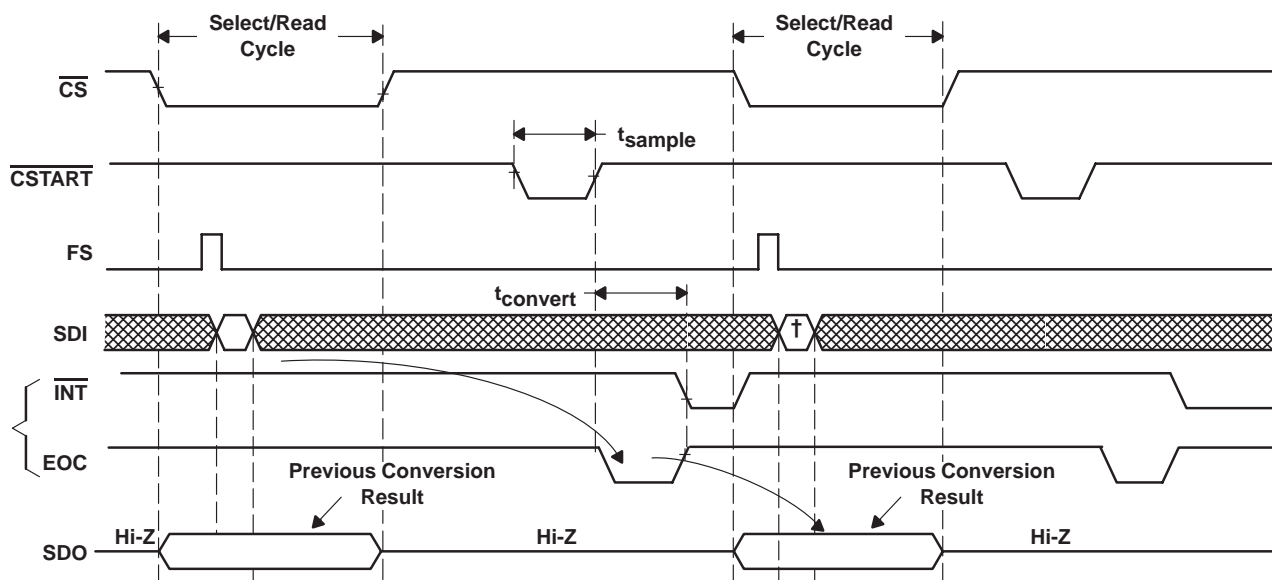 Select/Read
Cycle
Select/Read
Cycle
CS
tsample
CSTART
FS
tconvert
SDI
†
INT
EOC
Previous Conversion
Result
Previous Conversion
Result
Hi-Z
Hi-Z
Hi-Z
SDO